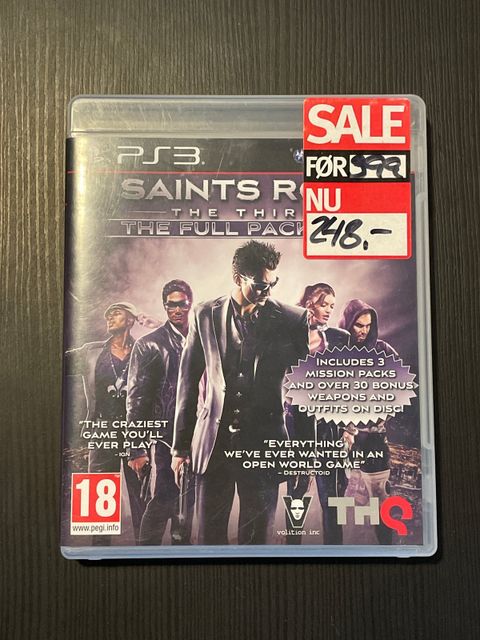 PS3
SALE
FØR 599
NU
248.-
SAINTS RO
THE THIR
THE FULL PACK
INCLUDES 3
MISSION PACKS
AND OVER 30 BONUS
WEAPONS AND
OUTFITS ON DISC!
"THE CRAZIEST
GAME YOU'LL
EVER PLAY"
– IGN
"EVERYTHING
WE'VE EVER WANTED IN AN
OPEN WORLD GAME"
– DESTRUCTOID
18
www.pegi.info
volition inc
THQ